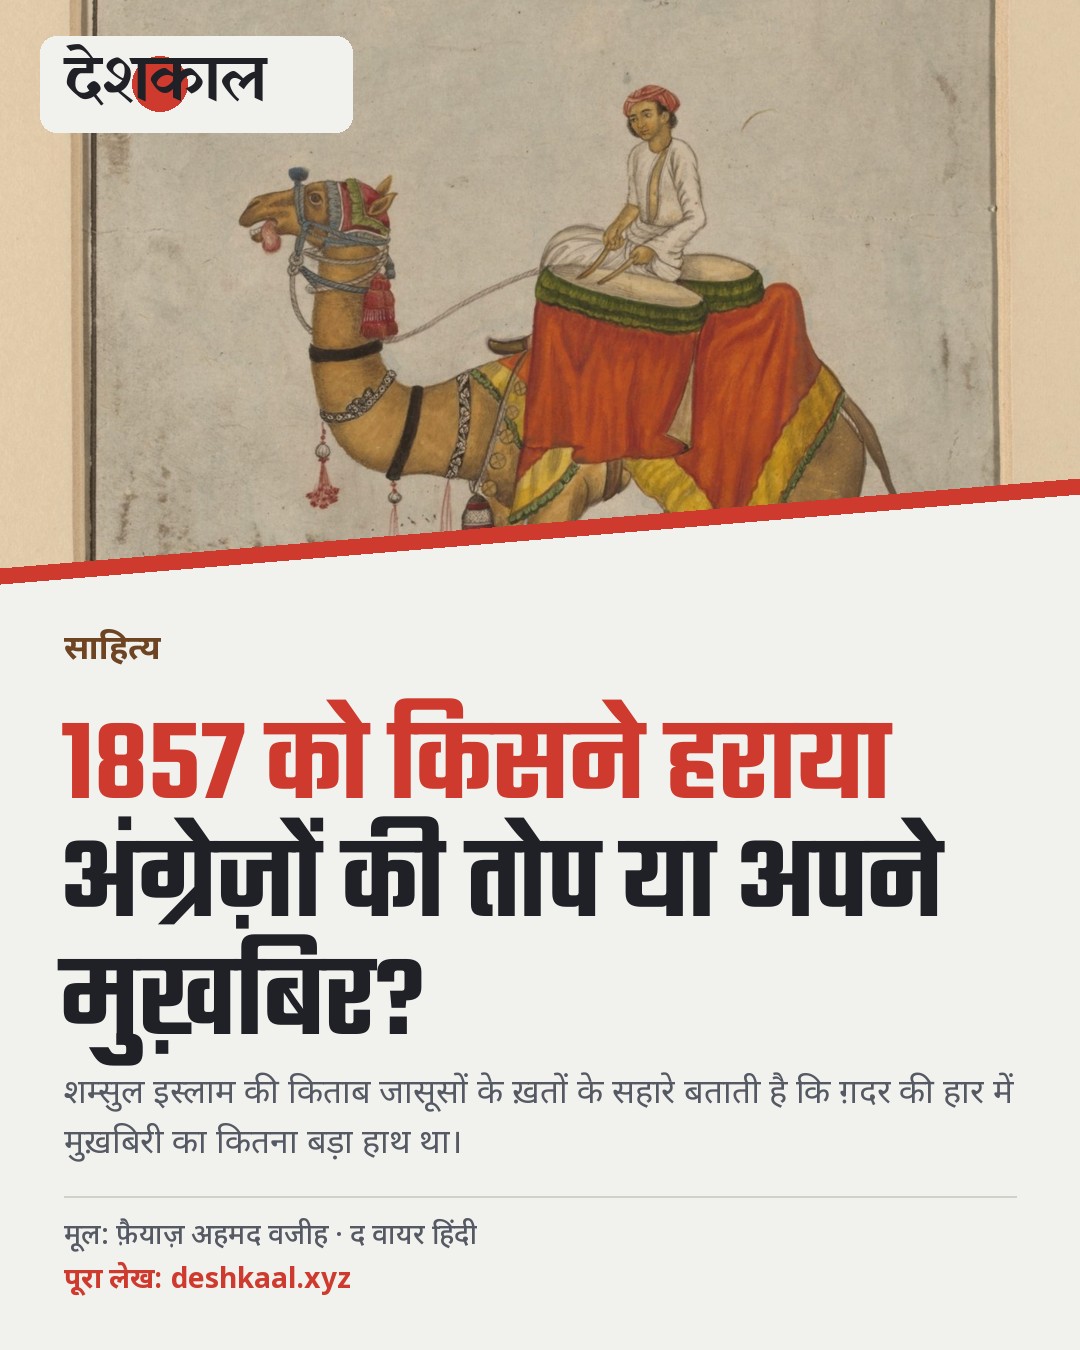 देशकाल
साहित्य
1857 को किसने हराया
अंग्रेज़ों की तोप या अपने
मुख़बिर?
शम्सुल इस्लाम की किताब जासूसों के ख़तों के सहारे बताती है कि ग़दर की हार में
मुख़बिरी का कितना बड़ा हाथ था।
मूल: फ़ैयाज़ अहमद वजीह · द वायर हिंदी
पूरा लेख: deshkaal.xyz